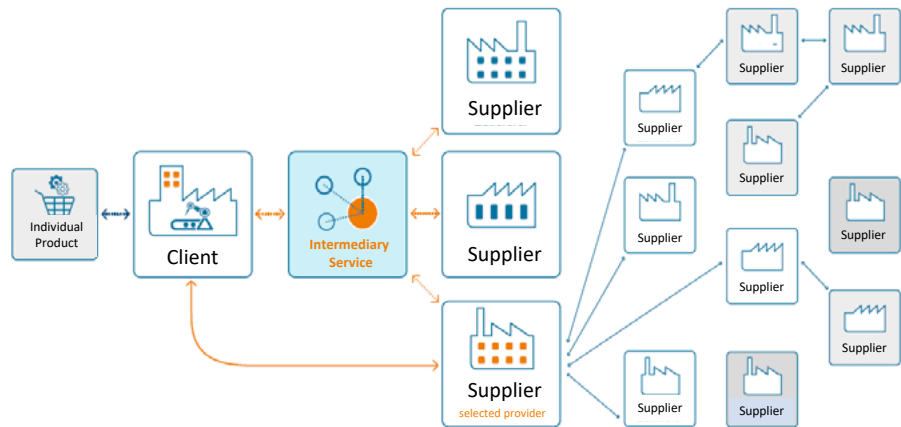 Individual
Product
Client
Intermediary
Service
Supplier
Supplier
Supplier
selected provider
Supplier
Supplier
Supplier
Supplier
Supplier
Supplier
Supplier
Supplier
Supplier
Supplier